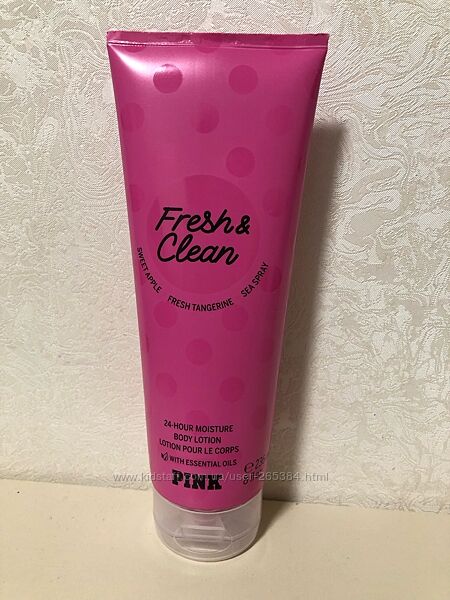 Fresh &
Clean
SWEET APPLE FRESH TANGERINE SEA SPRAY
24-HOUR MOISTURE
BODY LOTION
LOTION POUR LE CORPS
WITH ESSENTIAL OILS
℮ 23
PINK